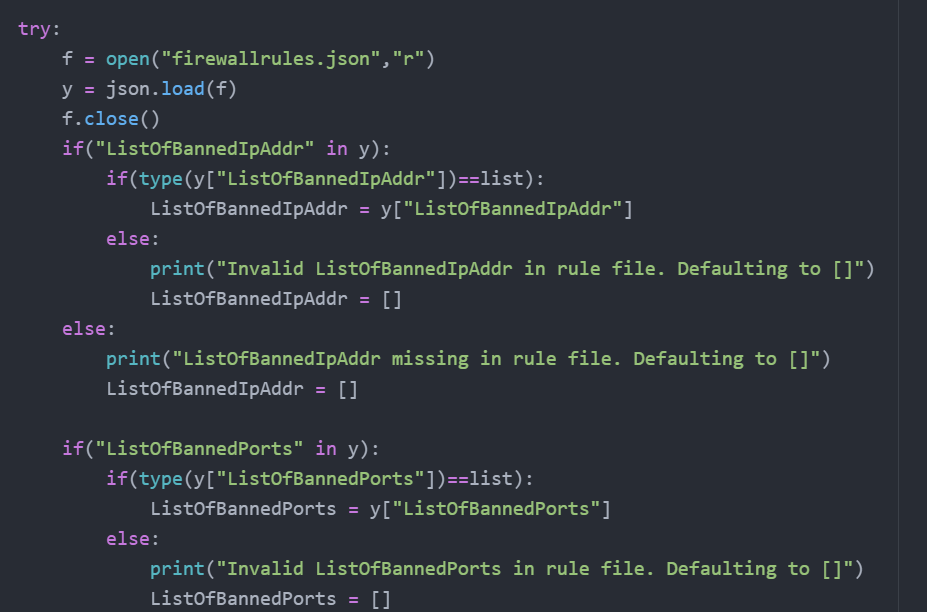 try:
    f = open("firewallrules.json","r")
    y = json.load(f)
    f.close()
    if("ListOfBannedIpAddr" in y):
        if(type(y["ListOfBannedIpAddr"])==list):
            ListOfBannedIpAddr = y["ListOfBannedIpAddr"]
        else:
            print("Invalid ListOfBannedIpAddr in rule file. Defaulting to []")
            ListOfBannedIpAddr = []
    else:
        print("ListOfBannedIpAddr missing in rule file. Defaulting to []")
        ListOfBannedIpAddr = []

    if("ListOfBannedPorts" in y):
        if(type(y["ListOfBannedPorts"])==list):
            ListOfBannedPorts = y["ListOfBannedPorts"]
        else:
            print("Invalid ListOfBannedPorts in rule file. Defaulting to []")
            ListOfBannedPorts = []